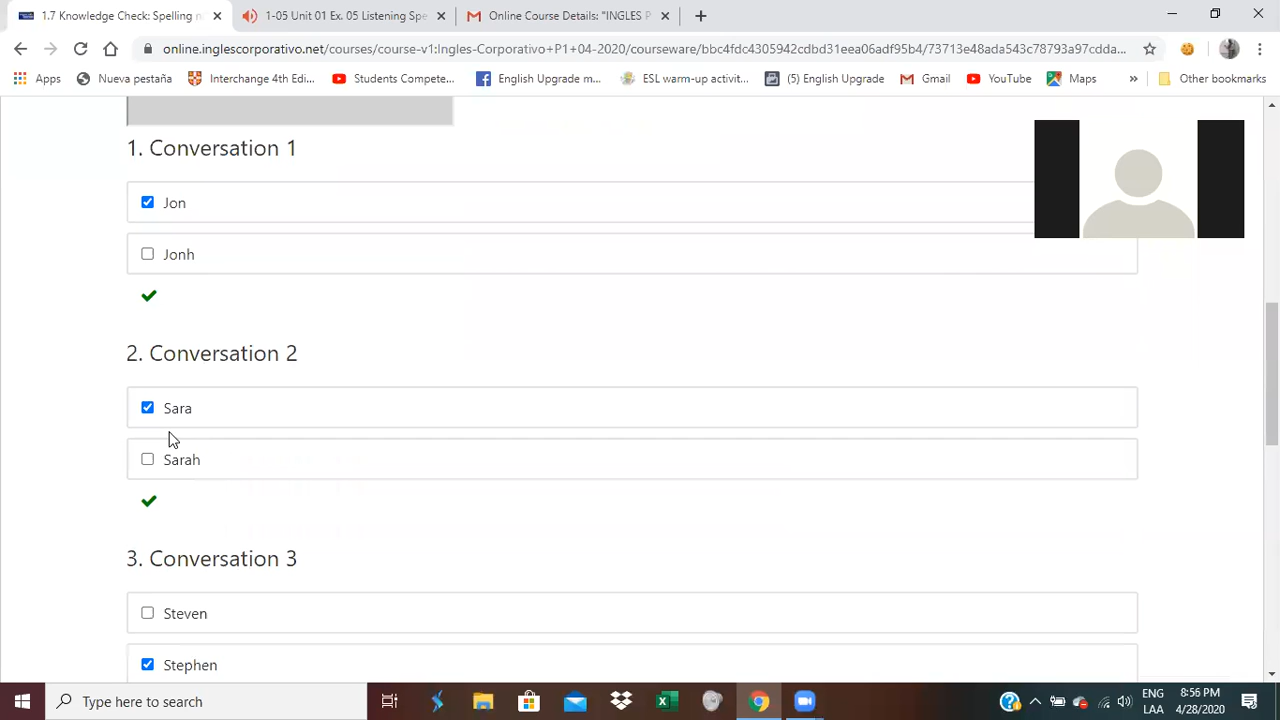 1.7 Knowledge Check: Spelling n
1-05 Unit 01 Ex. 05 Listening Spe
Online Course Details: "INGLES P
online.inglescorporativo.net/courses/course-v1:Ingles-Corporativo+P1+04-2020/courseware/bbc4fdc4305942cdbd31eea06adf95b4/73713e48ada543c78793a97cdda...
Apps
Nueva pestaña
Interchange 4th Edi...
Students Compete...
English Upgrade m...
ESL warm-up activit...
(5) English Upgrade
Gmail
YouTube
Maps
»
Other bookmarks
1. Conversation 1
Jon
Jonh
2. Conversation 2
Sara
Sarah
3. Conversation 3
Steven
Stephen
Type here to search
ENG
LAA
8:56 PM
4/28/2020